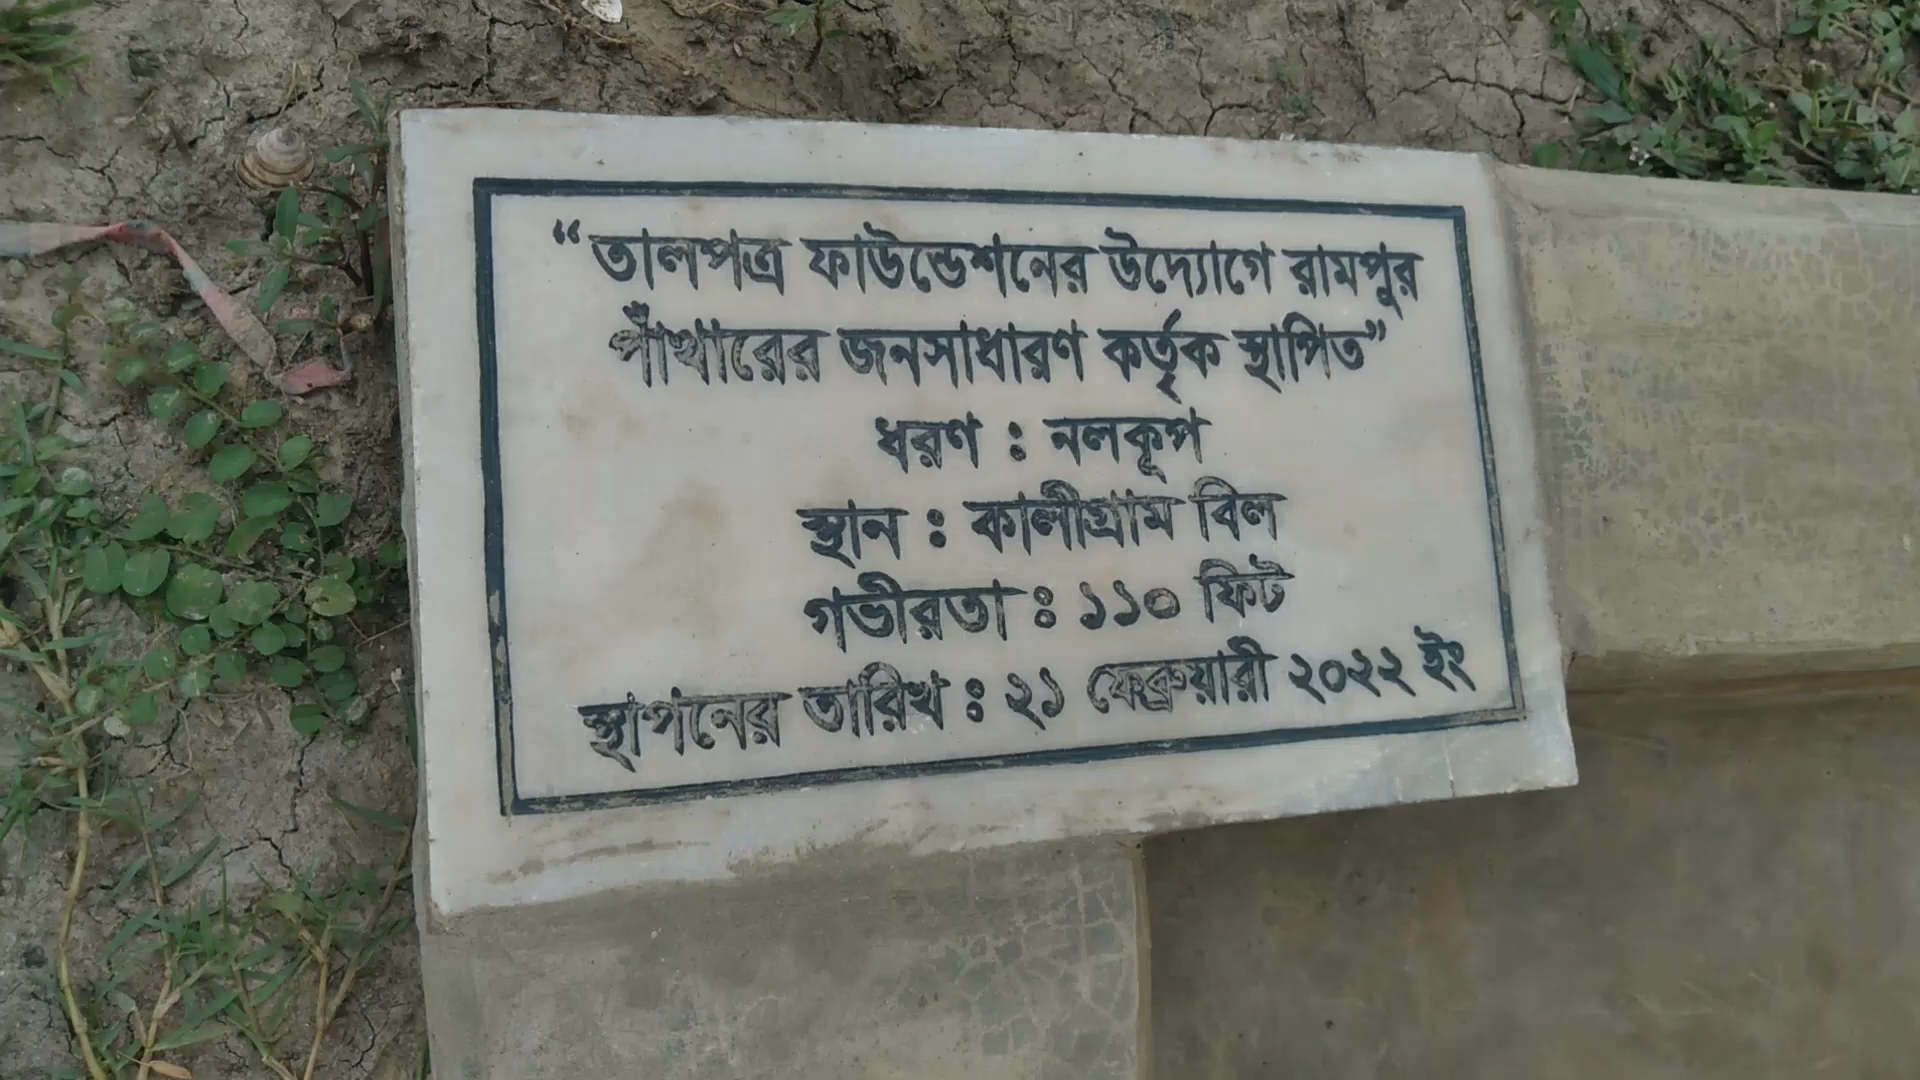 “তালপত্র ফাউন্ডেশনের উদ্যোগে রামপুর
পাঁখারের জনসাধারণ কর্তৃক স্থাপিত”
ধরণ : নলকূপ
স্থান : কালীগ্রাম বিল
গভীরতা : ১১০ ফিট
স্থাপনের তারিখ : ২১ ফেব্রুয়ারী ২০২২ ইং